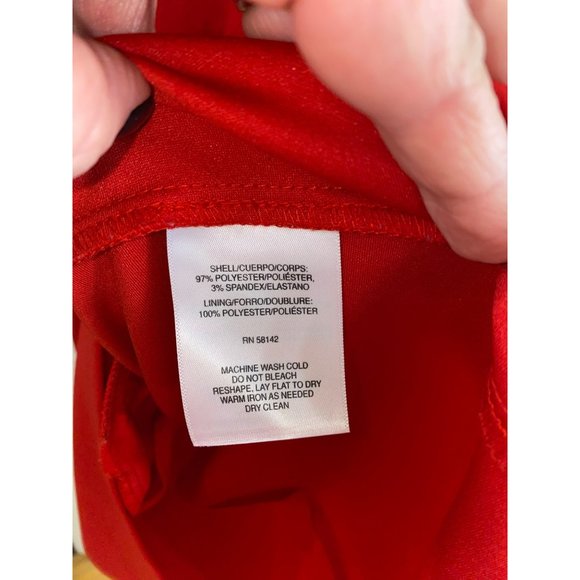 SHELL/CUERPO/CORPS:
97% POLYESTER/POLIÉSTER,
3% SPANDEX/ELASTANO
LINING/FORRO/DOUBLURE:
100% POLYESTER/POLIÉSTER
RN 58142
MACHINE WASH COLD
DO NOT BLEACH
RESHAPE, LAY FLAT TO DRY
WARM IRON AS NEEDED
DRY CLEAN